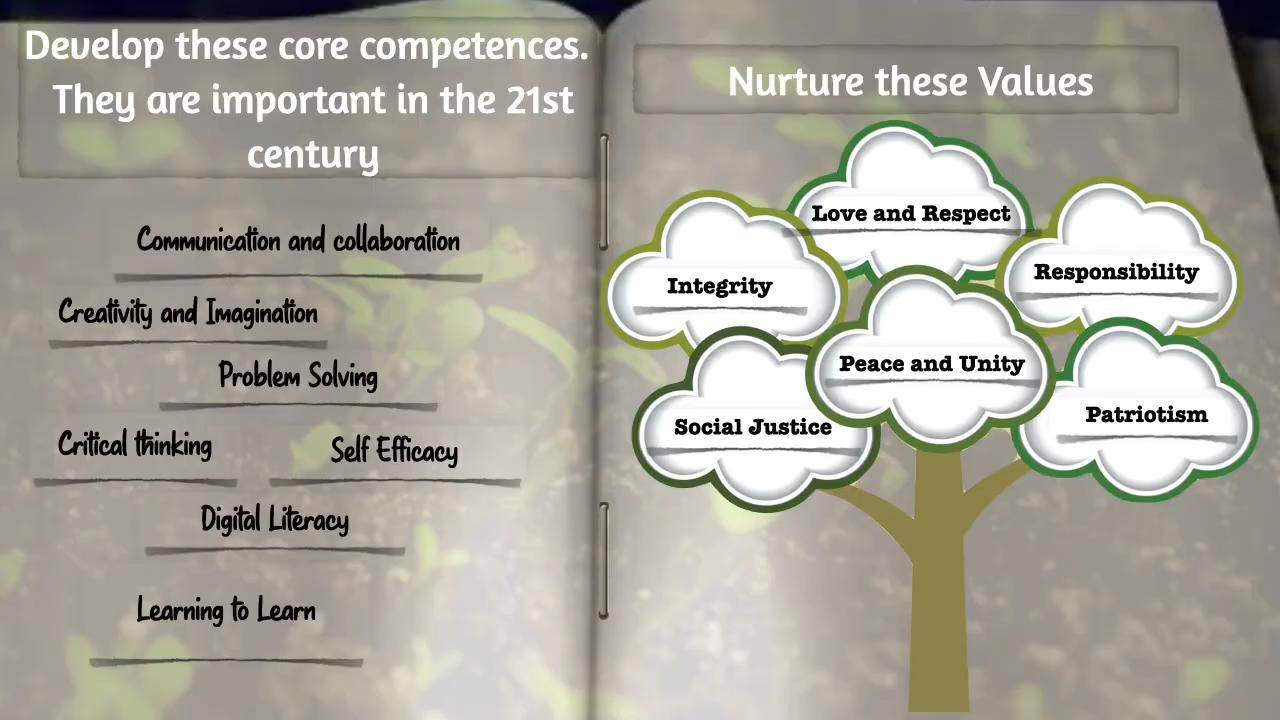 Develop these core competences.
They are important in the 21st
century
Communication and collaboration
Creativity and Imagination
Problem Solving
Critical thinking
Self Efficacy
Digital Literacy
Learning to Learn
Nurture these Values
Love and Respect
Integrity
Responsibility
Peace and Unity
Social Justice
Patriotism